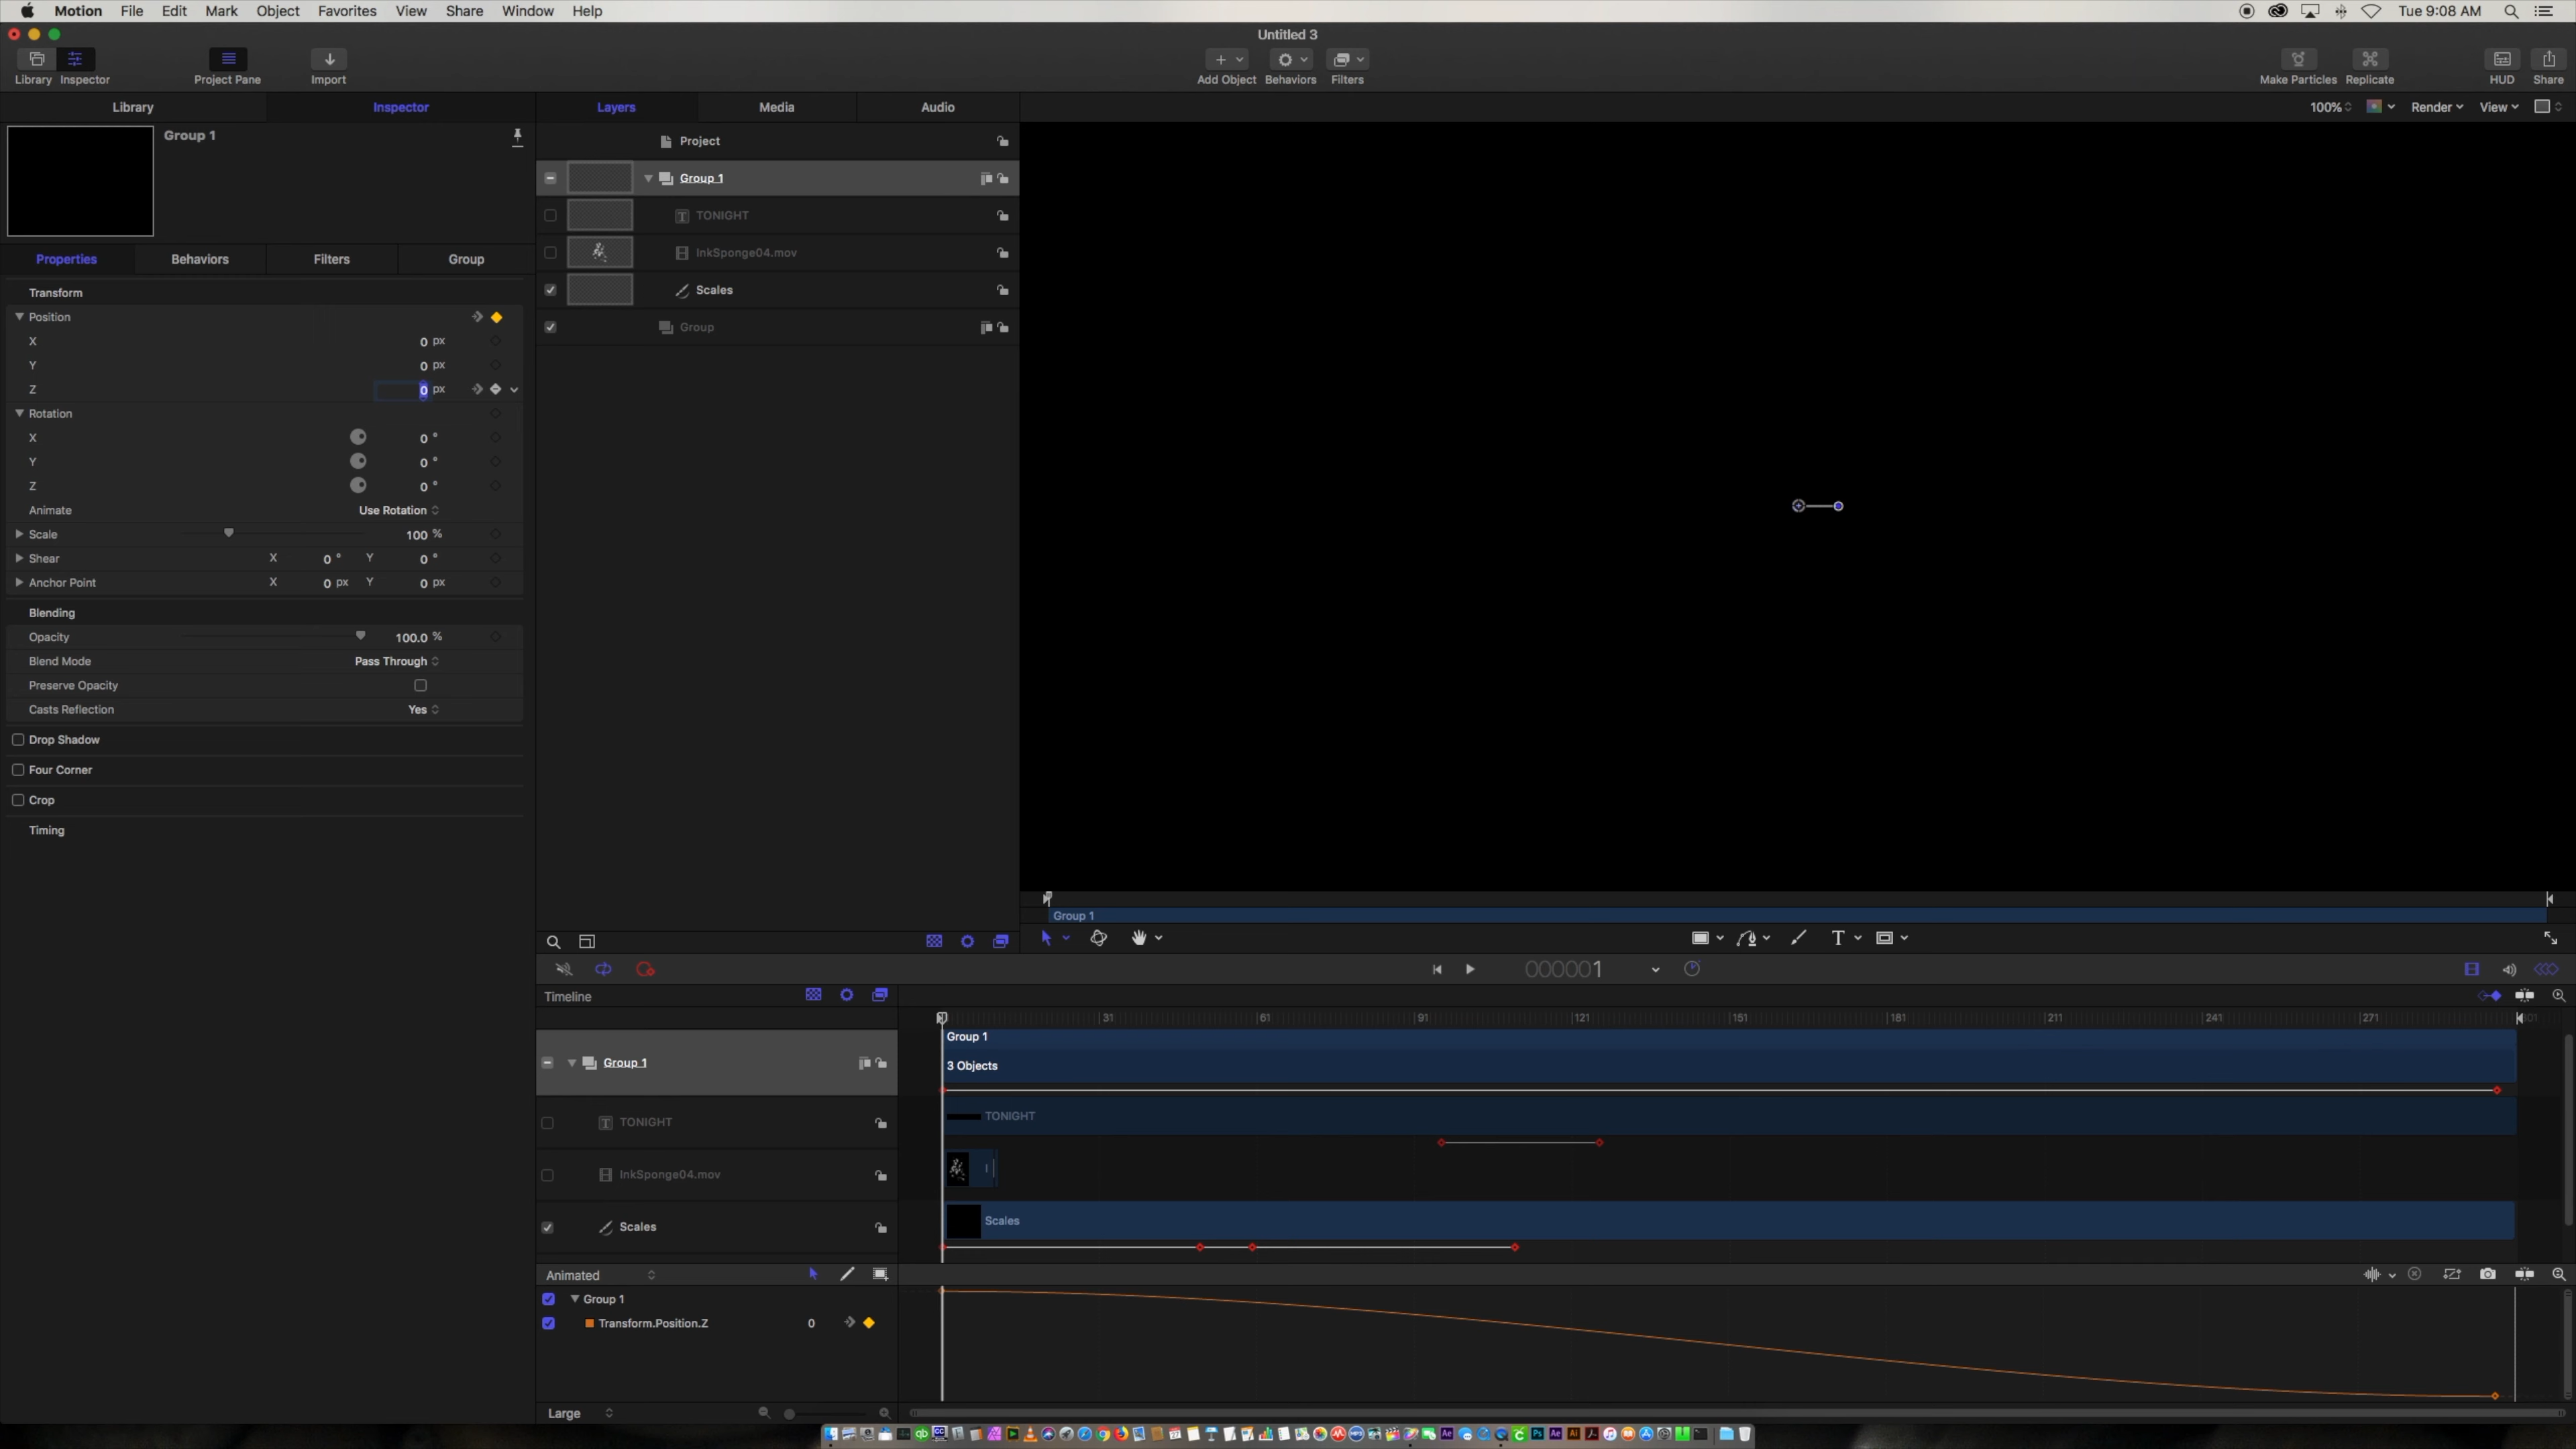 Motion File Edit Mark Object Favorites View Share Window Help Tue 9:08 AM
Untitled 3
Library Inspector Project Pane Import Add Object Behaviors Filters Make Particles Replicate HUD Share
Library Inspector Layers Media Audio 100% Render View
Group 1
Project
Group 1
TONIGHT
InkSponge04.mov
Scales
Group
Properties Behaviors Filters Group
Transform
Position
X 0 px
Y 0 px
Z 0 px
Rotation
X 0 °
Y 0 °
Z 0 °
Animate Use Rotation
Scale 100 %
Shear X 0 ° Y 0 °
Anchor Point X 0 px Y 0 px
Blending
Opacity 100.0 %
Blend Mode Pass Through
Preserve Opacity
Casts Reflection Yes
Drop Shadow
Four Corner
Crop
Timing
Group 1
000001
Timeline
31 61 91 121 151 181 211 241 271 301
Group 1
Group 1
3 Objects
TONIGHT
TONIGHT
InkSponge04.mov
Scales
Scales
Animated
Group 1
Transform.Position.Z 0
Large